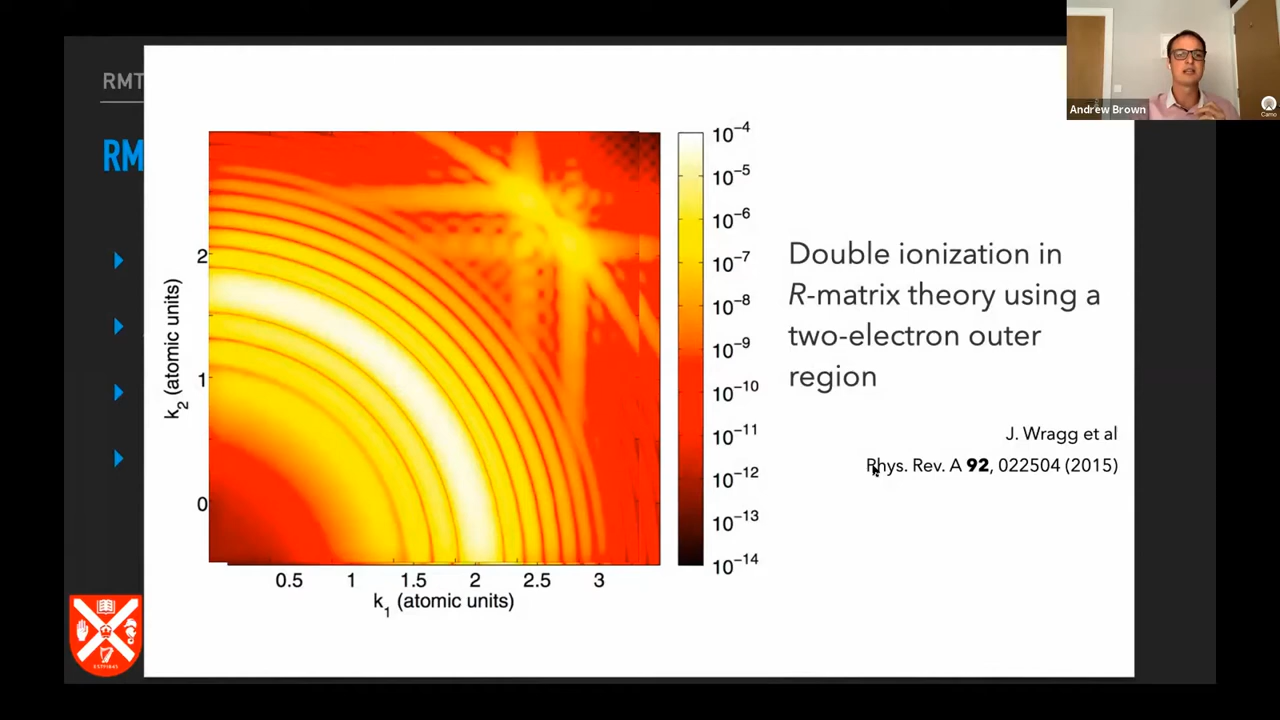 RMT
RM
Andrew Brown
Camo
Double ionization in
R-matrix theory using a
two-electron outer
region
J. Wragg et al
Phys. Rev. A 92, 022504 (2015)
k2 (atomic units)
2
1
0
0.5 1 1.5 2 2.5 3
k1 (atomic units)
10−4
10−5
10−6
10−7
10−8
10−9
10−10
10−11
10−12
10−13
10−14